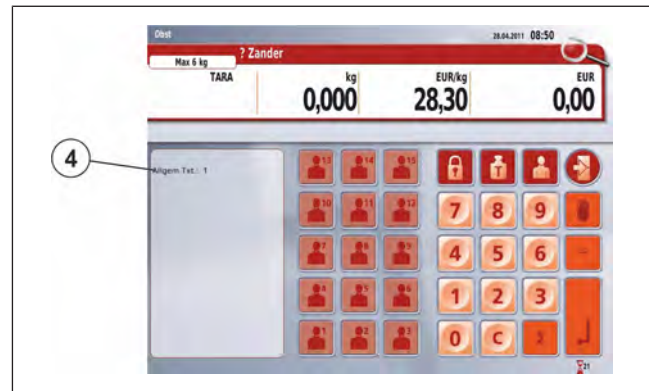 Obst 28.04.2011 08:50
? Zander
Max 6 kg
TARA kg EUR/kg EUR
0,000 28,30 0,00
4
Allgem Txt.: 1
13 14 15 T
10 11 12 7 8 9
7 8 9 4 5 6 -
4 5 6 1 2 3
1 2 3 0 C
21